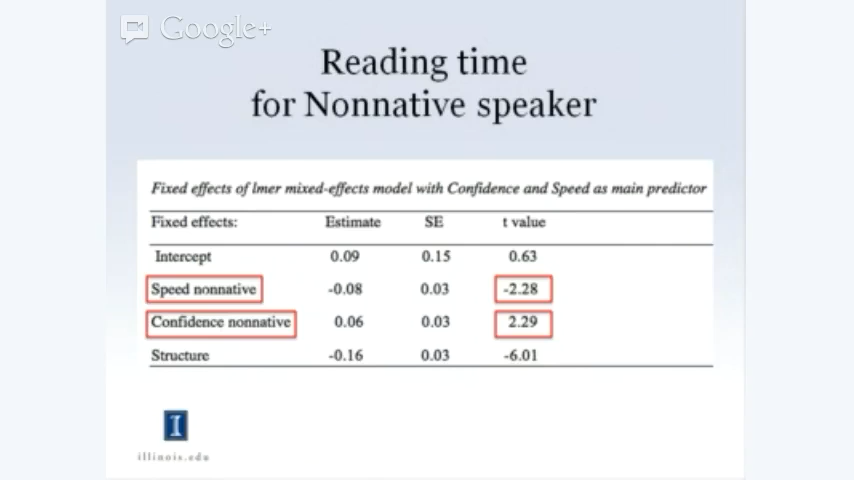 Google+
Reading time
for Nonnative speaker
Fixed effects of lmer mixed-effects model with Confidence and Speed as main predictor
Fixed effects: Estimate SE t value
Intercept 0.09 0.15 0.63
Speed nonnative -0.08 0.03 -2.28
Confidence nonnative 0.06 0.03 2.29
Structure -0.16 0.03 -6.01
I
illinois.edu